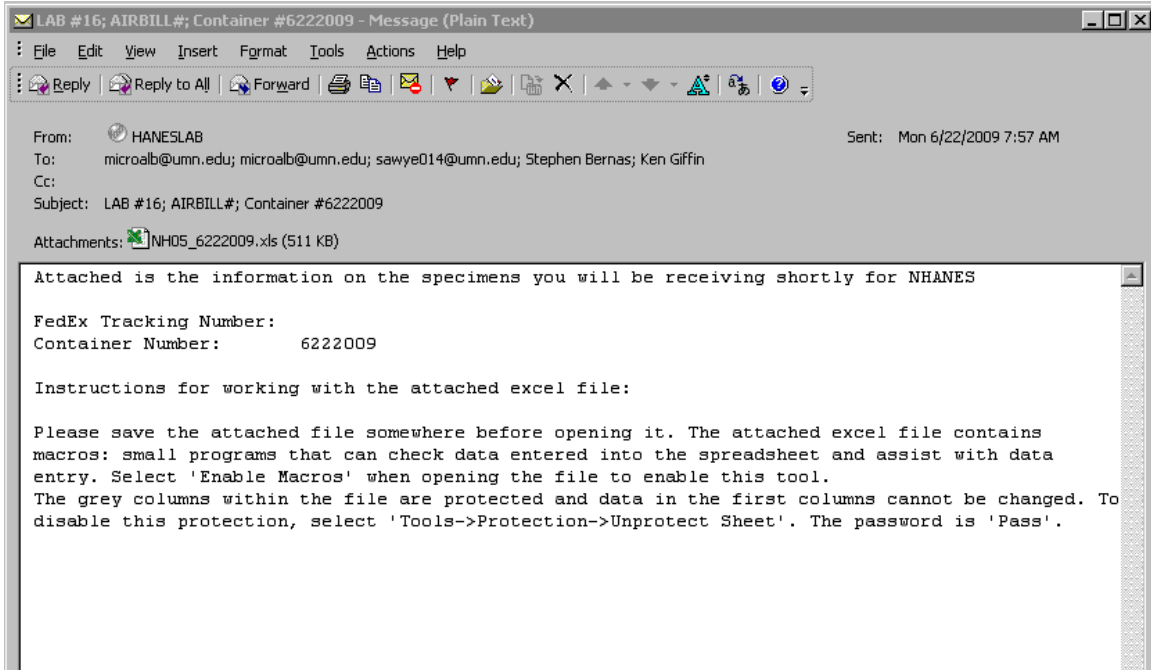 LAB #16; AIRBILL#; Container #6222009 - Message (Plain Text)
File Edit View Insert Format Tools Actions Help
Reply Reply to All Forward
From: HANESLAB Sent: Mon 6/22/2009 7:57 AM
To: microalb@umn.edu; microalb@umn.edu; sawye014@umn.edu; Stephen Bernas; Ken Giffin
Cc:
Subject: LAB #16; AIRBILL#; Container #6222009
Attachments: NH05_6222009.xls (511 KB)
Attached is the information on the specimens you will be receiving shortly for NHANES
FedEx Tracking Number:
Container Number: 6222009
Instructions for working with the attached excel file:
Please save the attached file somewhere before opening it. The attached excel file contains
macros: small programs that can check data entered into the spreadsheet and assist with data
entry. Select 'Enable Macros' when opening the file to enable this tool.
The grey columns within the file are protected and data in the first columns cannot be changed. To
disable this protection, select 'Tools->Protection->Unprotect Sheet'. The password is 'Pass'.